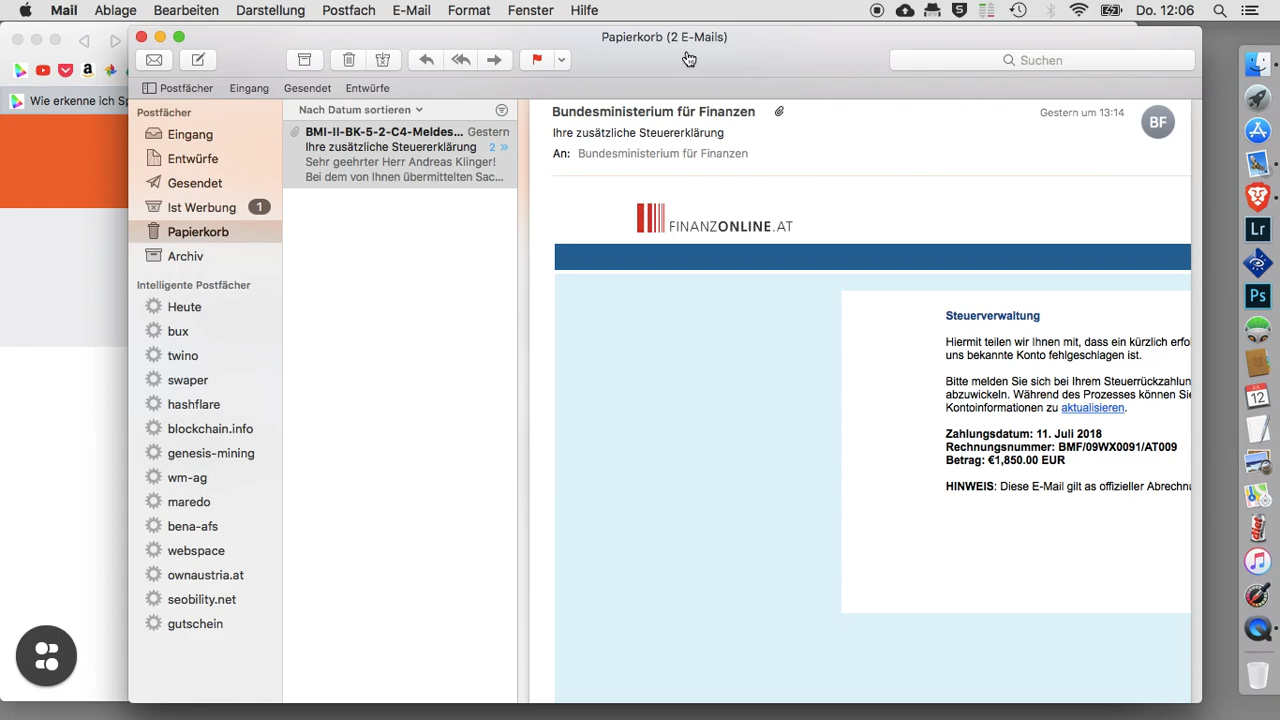 Mail Ablage Bearbeiten Darstellung Postfach E-Mail Format Fenster Hilfe Do. 12:06
Papierkorb (2 E-Mails)
Suchen
Postfächer Eingang Gesendet Entwürfe
Wie erkenne ich Sp
Postfächer
Eingang
Entwürfe
Gesendet
Ist Werbung 1
Papierkorb
Archiv
Intelligente Postfächer
Heute
bux
twino
swaper
hashflare
blockchain.info
genesis-mining
wm-ag
maredo
bena-afs
webspace
ownaustria.at
seobility.net
gutschein
Nach Datum sortieren
BMI-II-BK-5-2-C4-Meldes... Gestern
Ihre zusätzliche Steuererklärung 2 »
Sehr geehrter Herr Andreas Klinger!
Bei dem von Ihnen übermittelten Sac...
Bundesministerium für Finanzen Gestern um 13:14
BF
Ihre zusätzliche Steuererklärung
An: Bundesministerium für Finanzen
FINANZONLINE.AT
Steuerverwaltung
Hiermit teilen wir Ihnen mit, dass ein kürzlich erfo
uns bekannte Konto fehlgeschlagen ist.
Bitte melden Sie sich bei Ihrem Steuerrückzahlun
abzuwickeln. Während des Prozesses können Sie
Kontoinformationen zu aktualisieren.
Zahlungsdatum: 11. Juli 2018
Rechnungsnummer: BMF/09WX0091/AT009
Betrag: €1,850.00 EUR
HINWEIS: Diese E-Mail gilt as offizieller Abrechnu
Lr
Ps
JUL
12